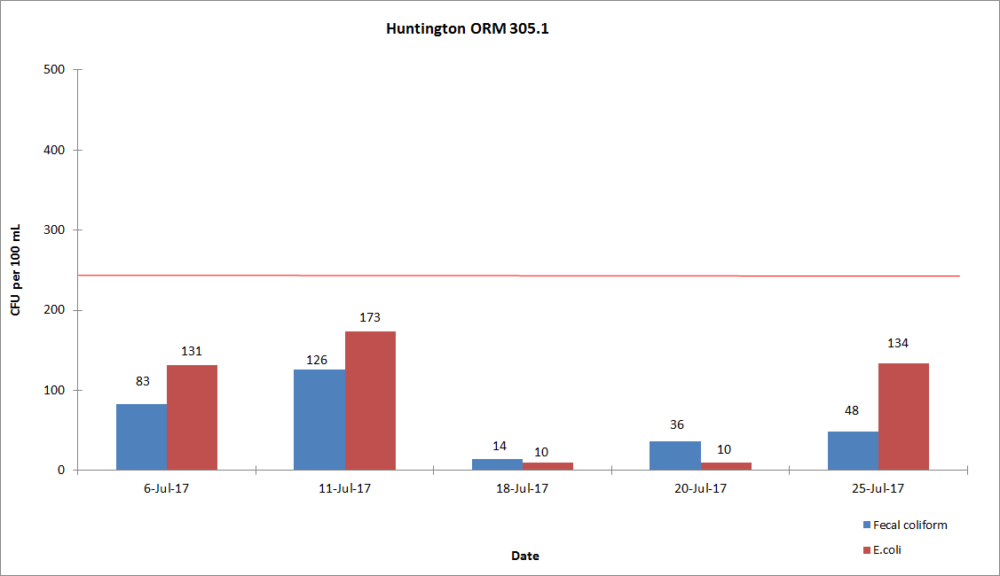 Huntington ORM 305.1
500
400
300
200
100
0
CFU per 100 mL
83
131
126
173
14
10
36
10
48
134
6-Jul-17
11-Jul-17
18-Jul-17
20-Jul-17
25-Jul-17
Fecal coliform
E.coli
Date